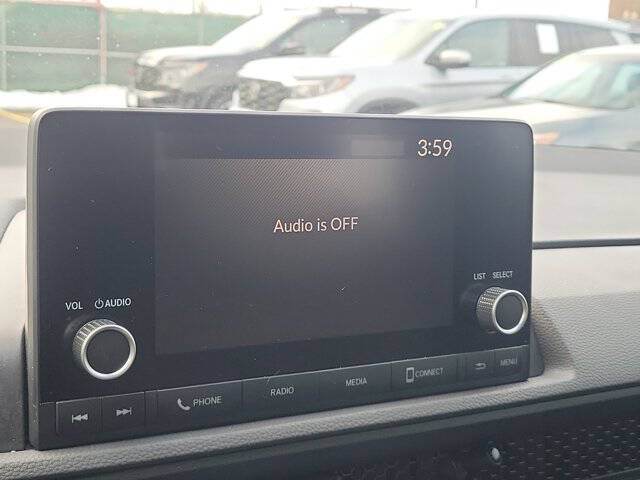 3:59
Audio is OFF
VOL AUDIO
LIST SELECT
PHONE RADIO MEDIA CONNECT MENU